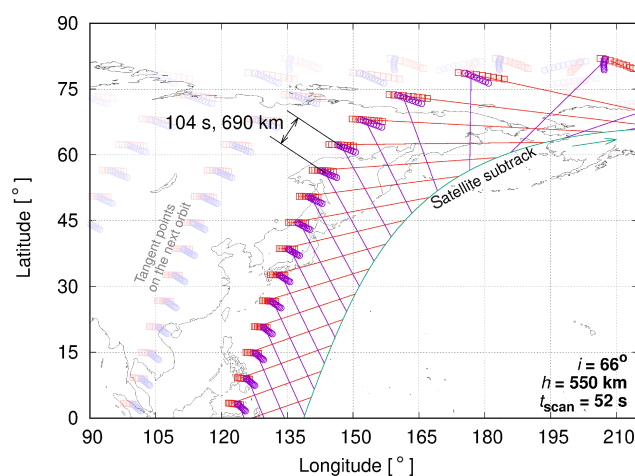 90
75
60
45
30
15
0
Latitude [ ° ]
104 s, 690 km
Satellite subtrack
Tangent points
on the next orbit
i = 66°
h = 550 km
t_scan = 52 s
90 105 120 135 150 165 180 195 210
Longitude [ ° ]